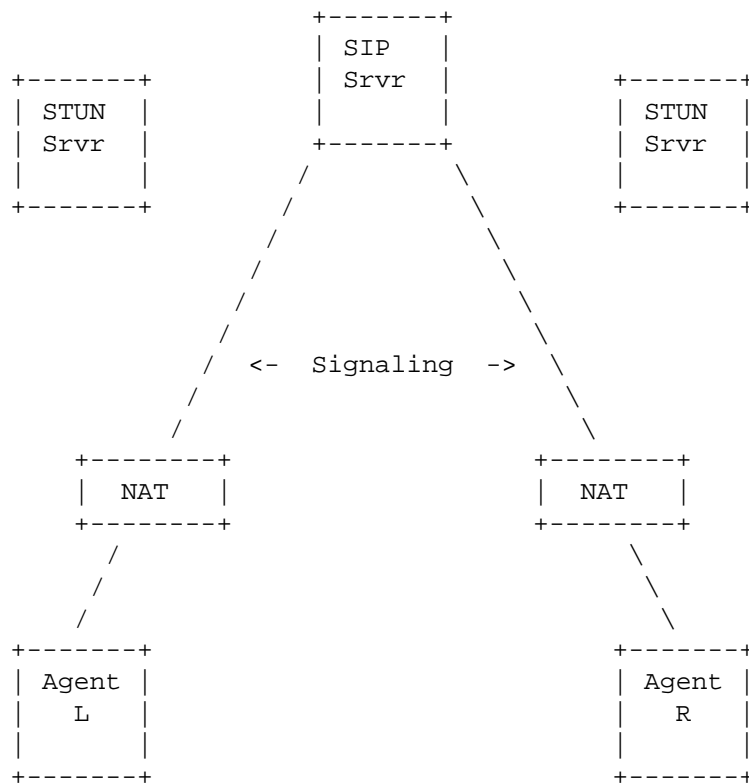 SIP
Srvr
STUN
Srvr
STUN
Srvr
<- Signaling ->
NAT
NAT
Agent
L
Agent
R